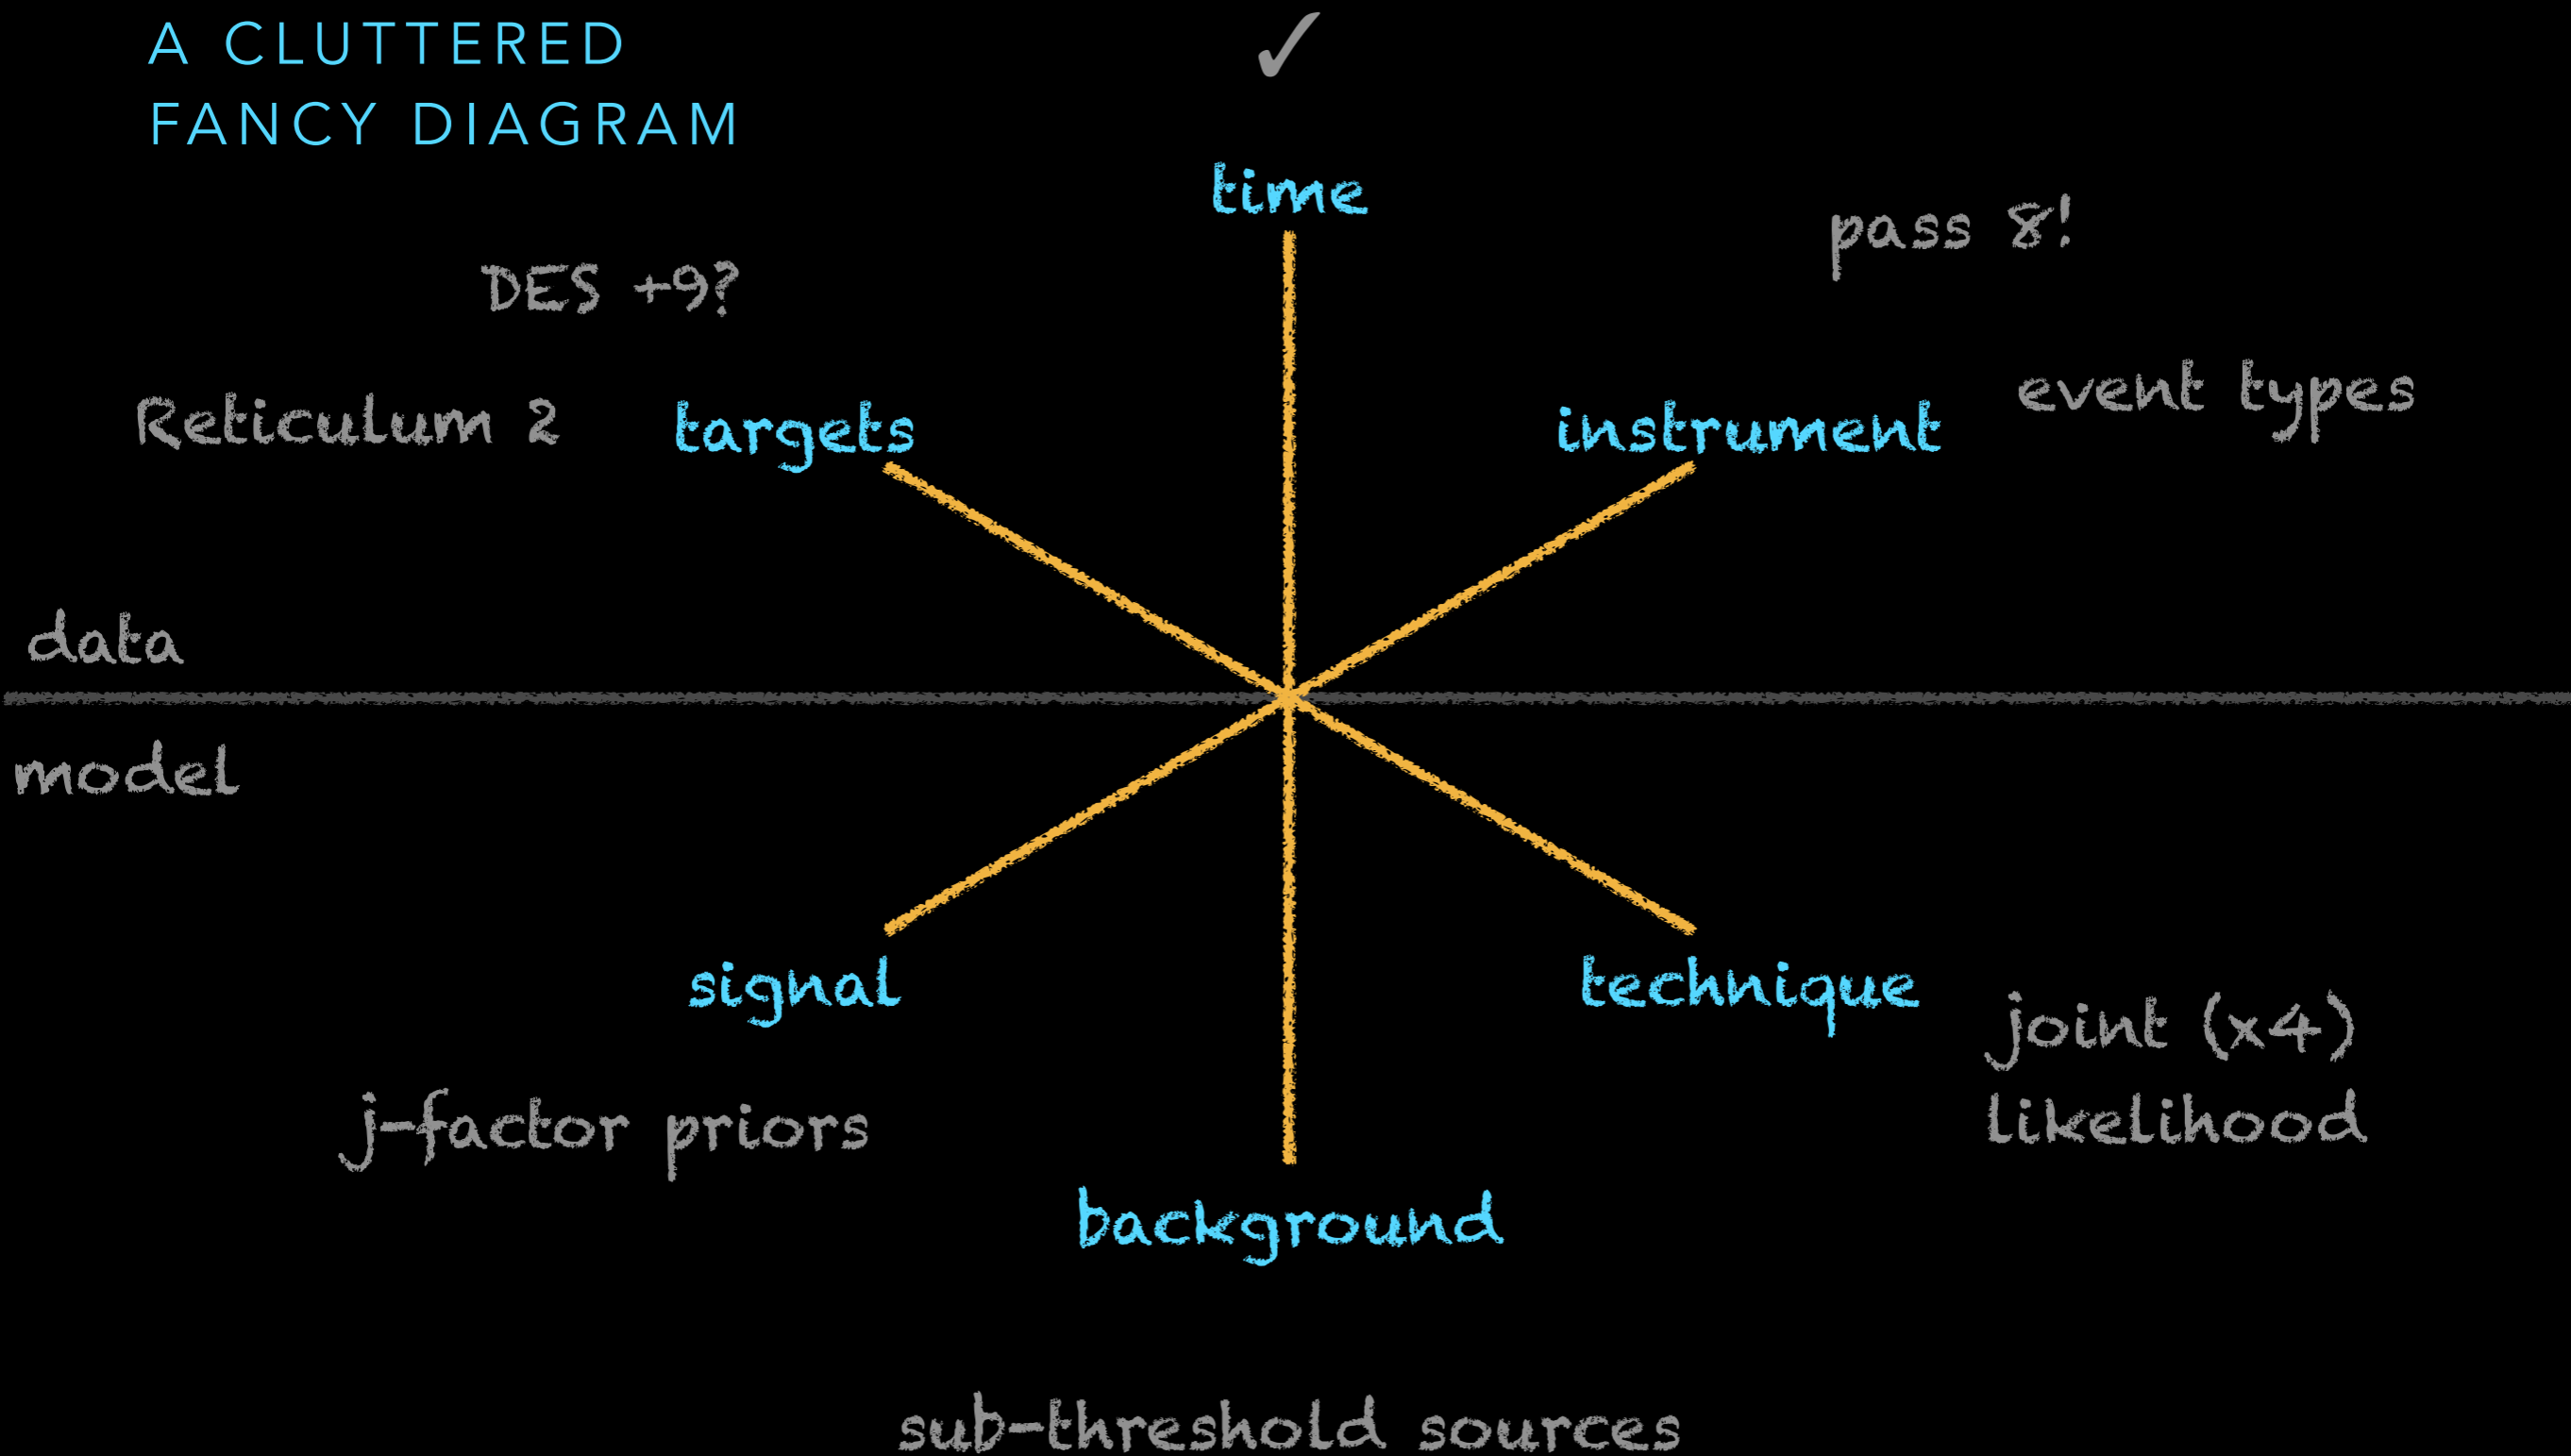 A CLUTTERED
FANCY DIAGRAM
✓
time
pass 8!
DES +9?
event types
Reticulum 2
targets
instrument
data
model
signal
technique
joint (x4)
likelihood
j-factor priors
background
sub-threshold sources